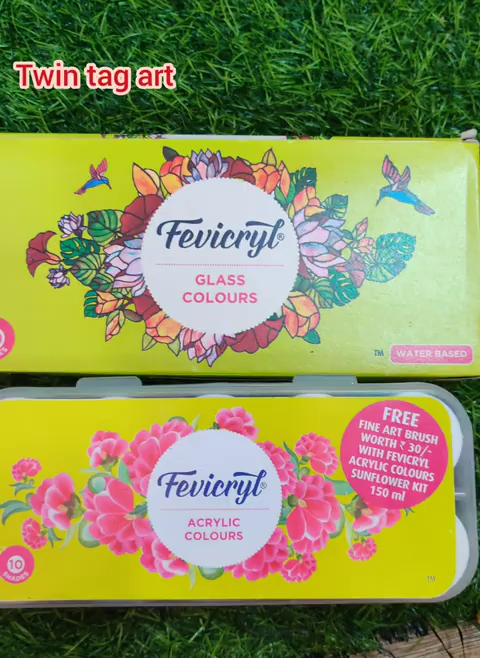 Twin tag art
Fevicryl®
GLASS
COLOURS
™ WATER BASED
FREE
FINE ART BRUSH
WORTH ₹ 30/-
WITH FEVICRYL
ACRYLIC COLOURS
SUNFLOWER KIT
150 ml
Fevicryl®
ACRYLIC
COLOURS
10
SHADES
™